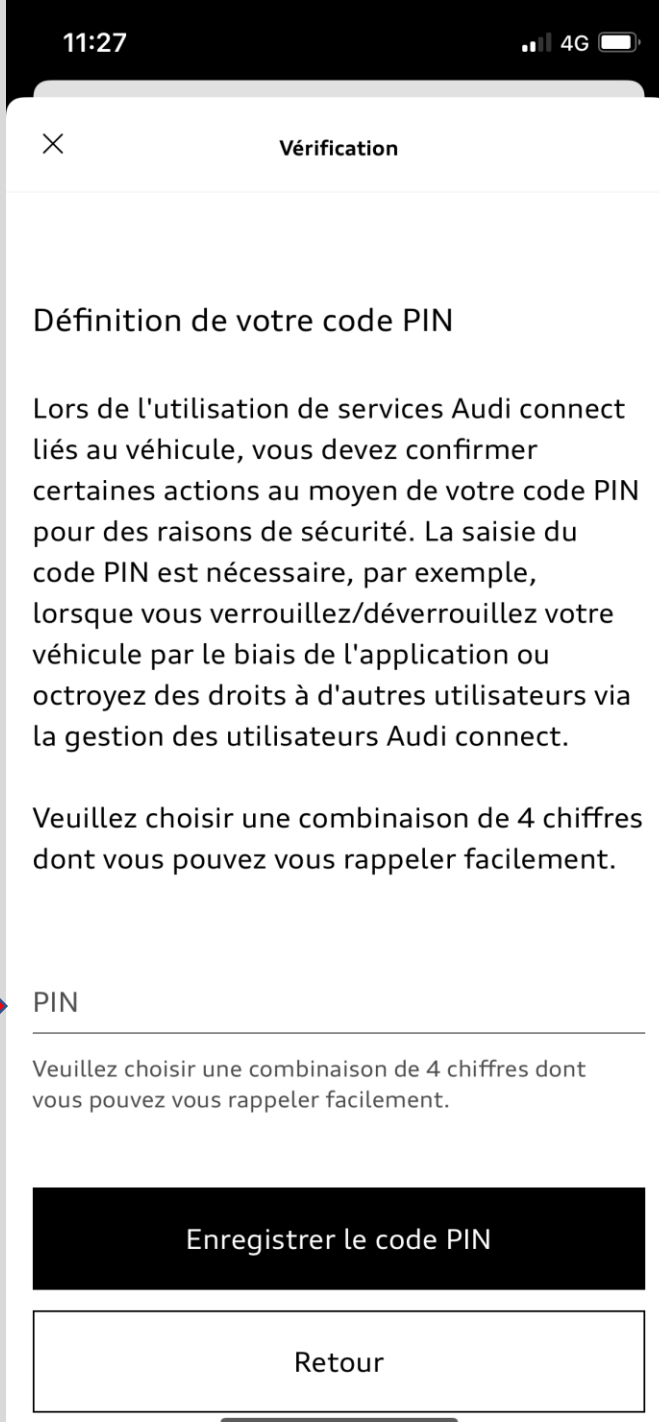 11:27
4G
Vérification
Définition de votre code PIN
Lors de l'utilisation de services Audi connect
liés au véhicule, vous devez confirmer
certaines actions au moyen de votre code PIN
pour des raisons de sécurité. La saisie du
code PIN est nécessaire, par exemple,
lorsque vous verrouillez/déverrouillez votre
véhicule par le biais de l'application ou
octroyez des droits à d'autres utilisateurs via
la gestion des utilisateurs Audi connect.
Veuillez choisir une combinaison de 4 chiffres
dont vous pouvez vous rappeler facilement.
PIN
Veuillez choisir une combinaison de 4 chiffres dont
vous pouvez vous rappeler facilement.
Enregistrer le code PIN
Retour